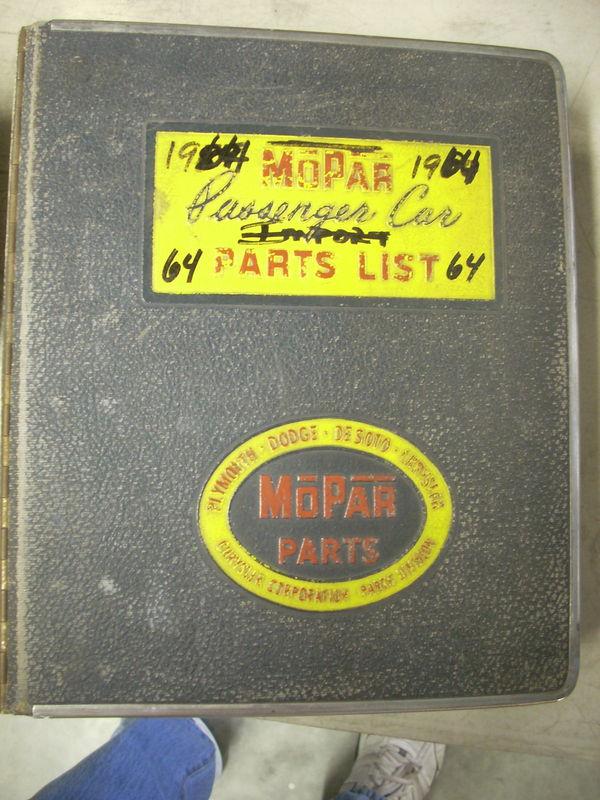 1964 MOPAR 1964
Passenger Car
IMPORT
64 PARTS LIST 64
PLYMOUTH · DODGE · DE SOTO · CHRYSLER
MOPAR
PARTS
CHRYSLER CORPORATION PARTS DIVISION